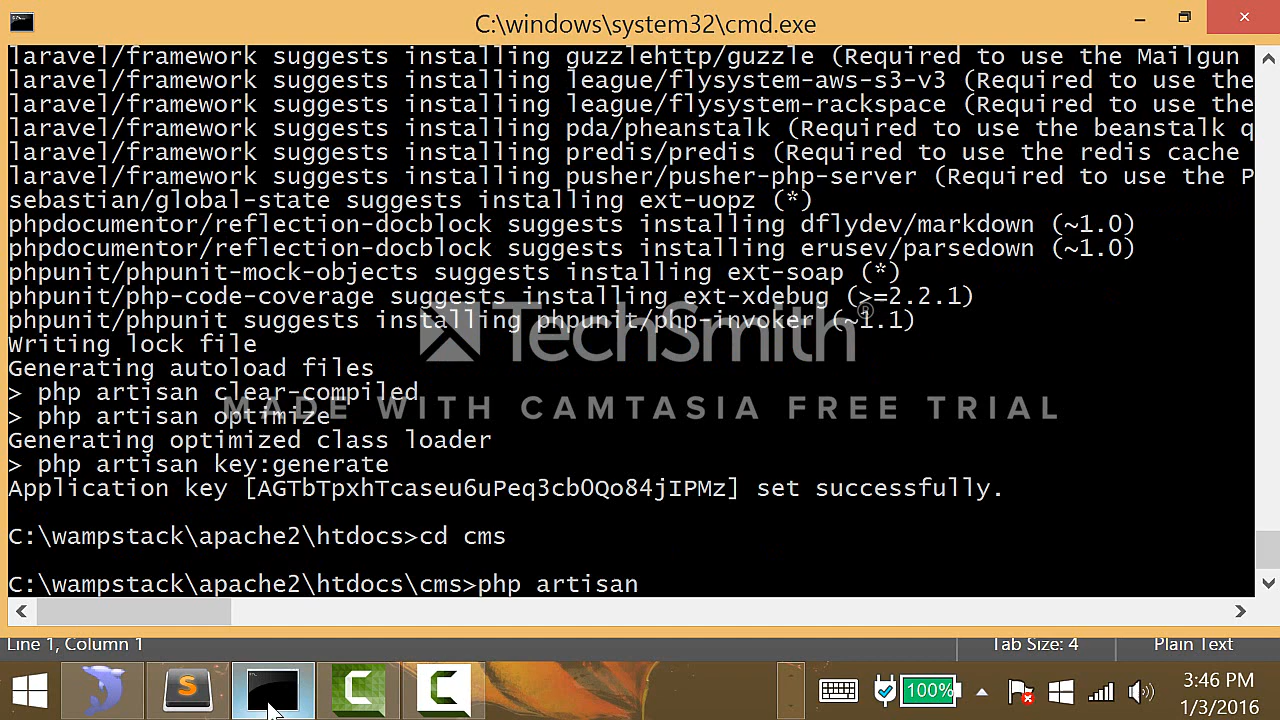 C:\windows\system32\cmd.exe
laravel/framework suggests installing guzzlehttp/guzzle (Required to use the Mailgun
laravel/framework suggests installing league/flysystem-aws-s3-v3 (Required to use the
laravel/framework suggests installing league/flysystem-rackspace (Required to use the
laravel/framework suggests installing pda/pheanstalk (Required to use the beanstalk q
laravel/framework suggests installing predis/predis (Required to use the redis cache
laravel/framework suggests installing pusher/pusher-php-server (Required to use the P
sebastian/global-state suggests installing ext-uopz (*)
phpdocumentor/reflection-docblock suggests installing dflydev/markdown (~1.0)
phpdocumentor/reflection-docblock suggests installing erusev/parsedown (~1.0)
phpunit/phpunit-mock-objects suggests installing ext-soap (*)
phpunit/php-code-coverage suggests installing ext-xdebug (>=2.2.1)
phpunit/phpunit suggests installing phpunit/php-invoker (~1.1)
Writing lock file
TechSmith®
Generating autoload files
> php artisan clear-compiled
MADE WITH CAMTASIA FREE TRIAL
> php artisan optimize
Generating optimized class loader
> php artisan key:generate
Application key [AGTbTpxhTcaseu6uPeq3cbOQo84jIPMz] set successfully.
C:\wampstack\apache2\htdocs>cd cms
C:\wampstack\apache2\htdocs\cms>php artisan
Line 1, Column 1 Tab Size: 4 Plain Text
100% 3:46 PM
1/3/2016